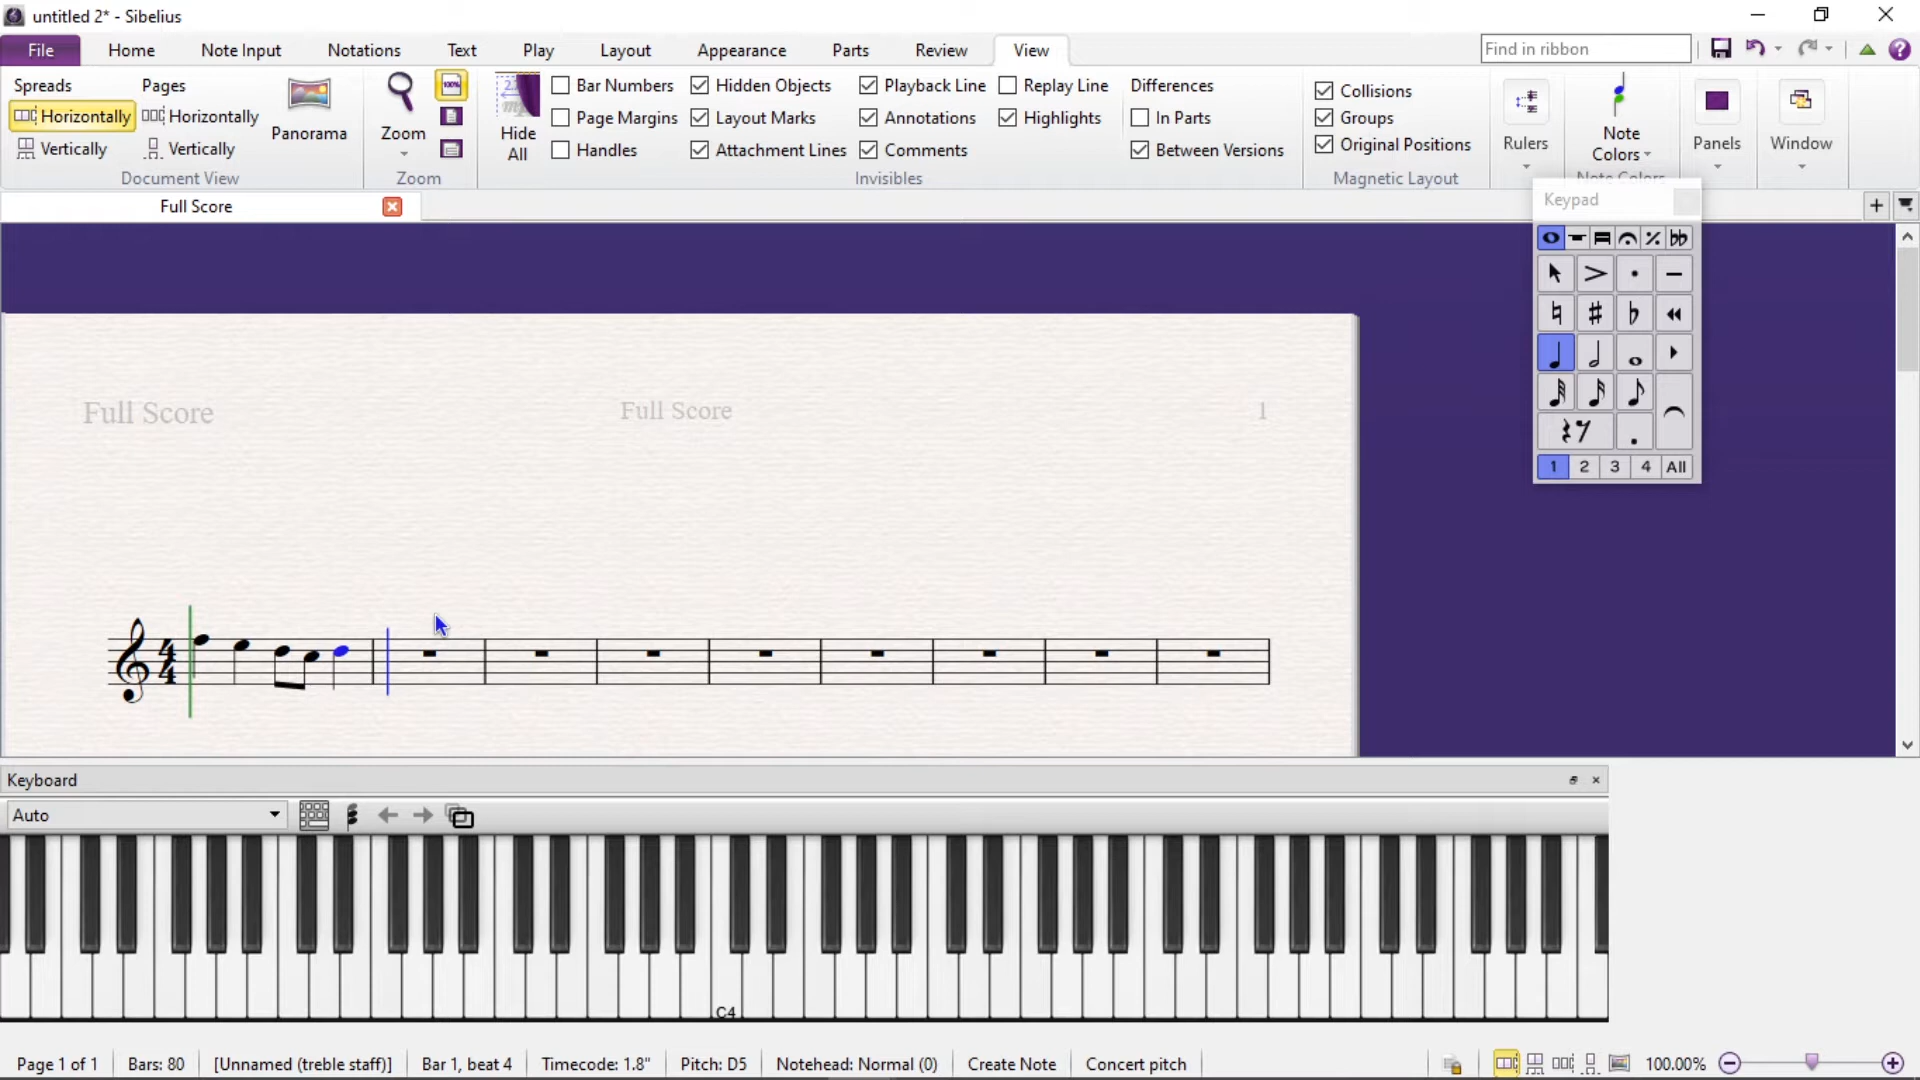 untitled 2* - Sibelius
File Home Note Input Notations Text Play Layout Appearance Parts Review View Find in ribbon
Spreads Pages
Horizontally Horizontally
Vertically Vertically
Panorama
Document View
Zoom
100%
Zoom
Hide All
Bar Numbers Hidden Objects Playback Line Replay Line Differences
Page Margins Layout Marks Annotations Highlights In Parts
Handles Attachment Lines Comments Between Versions
Invisibles
Collisions
Groups
Original Positions
Magnetic Layout
Rulers
Note Colors
Note Colors
Panels
Window
Full Score
Keypad
1 2 3 4 All
Full Score Full Score 1
4
4
Keyboard
Auto
C4
Page 1 of 1 Bars: 80 [Unnamed (treble staff)] Bar 1, beat 4 Timecode: 1.8" Pitch: D5 Notehead: Normal (0) Create Note Concert pitch 100.00%